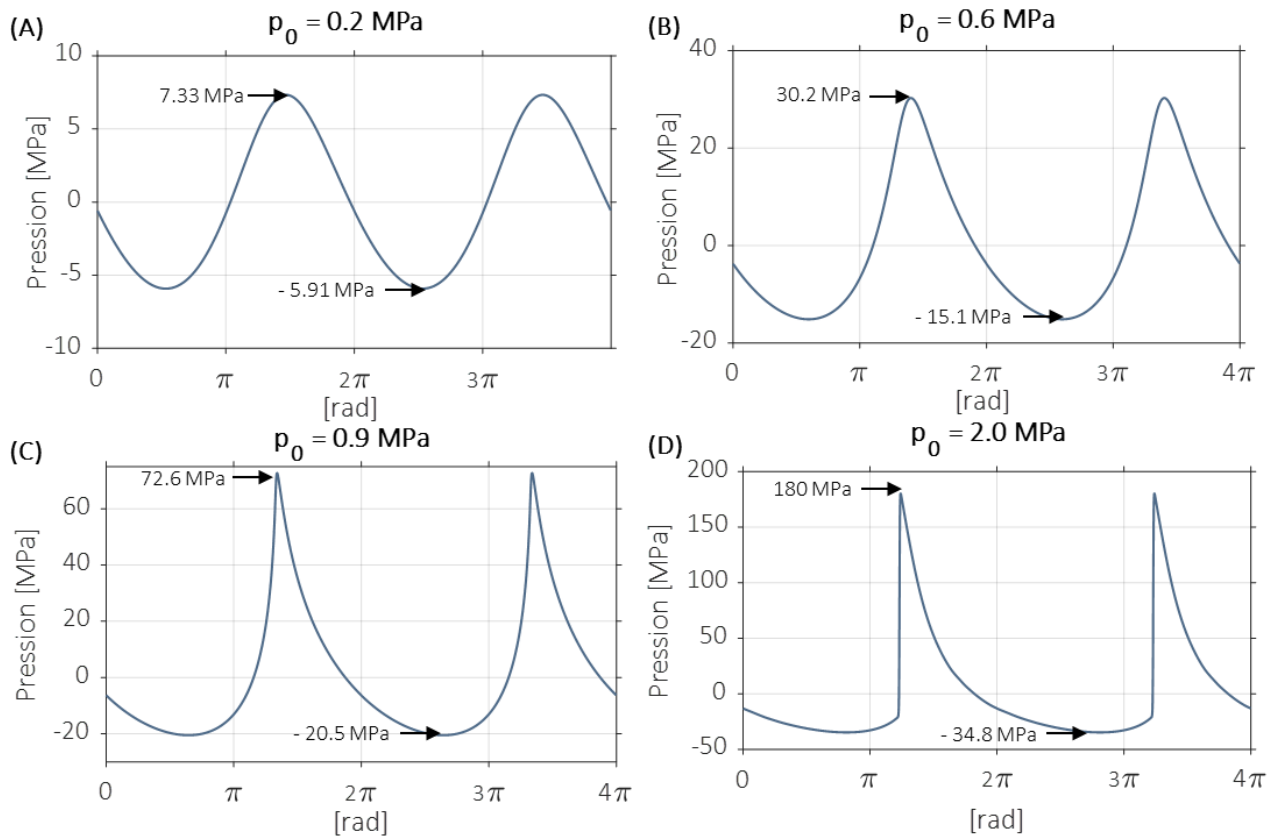 (A)
p0 = 0.2 MPa
Pression [MPa]
10
5
0
-5
-10
7.33 MPa
- 5.91 MPa
0
π
2π
3π
[rad]
(B)
p0 = 0.6 MPa
Pression [MPa]
40
20
0
-20
30.2 MPa
- 15.1 MPa
0
π
2π
3π
4π
[rad]
(C)
p0 = 0.9 MPa
Pression [MPa]
60
40
20
0
-20
72.6 MPa
- 20.5 MPa
0
π
2π
3π
4π
[rad]
(D)
p0 = 2.0 MPa
Pression [MPa]
200
150
100
50
0
-50
180 MPa
- 34.8 MPa
0
π
2π
3π
4π
[rad]